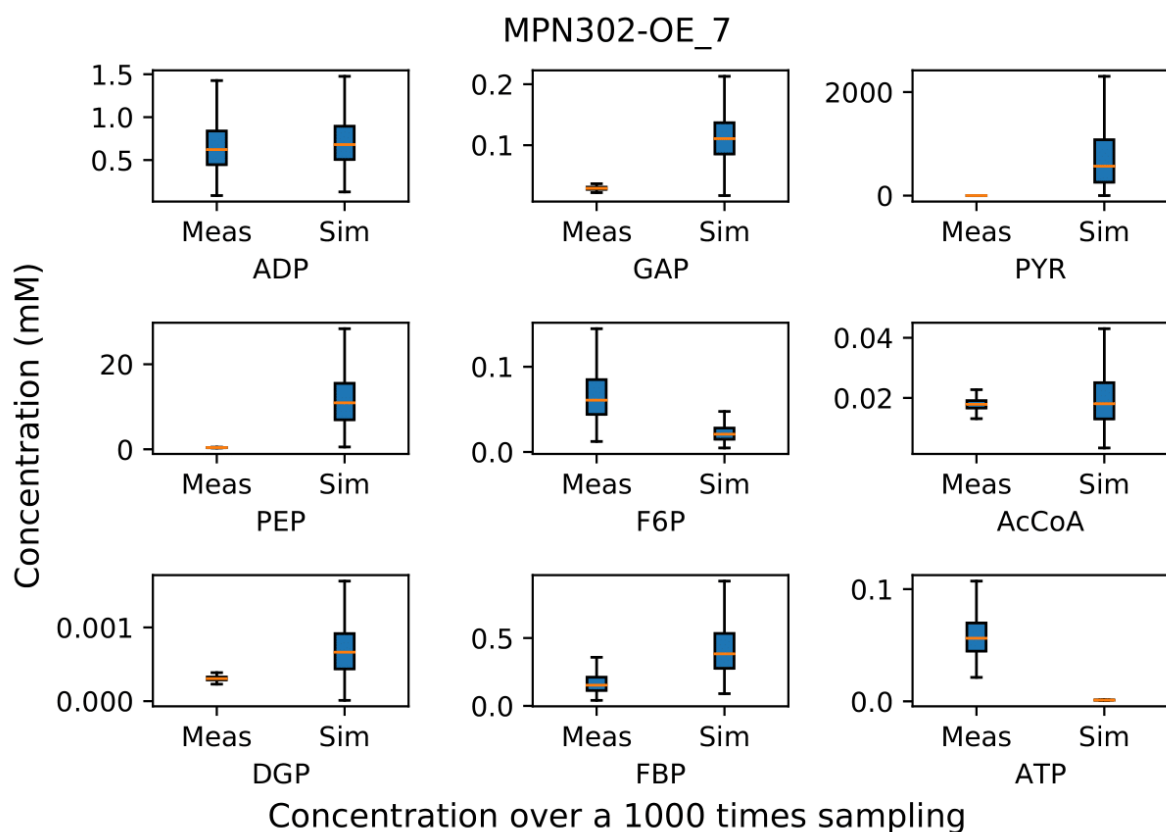 MPN302-OE_7
Concentration (mM)
1.5
1.0
0.5
Meas Sim
ADP
0.2
0.1
Meas Sim
GAP
2000
0
Meas Sim
PYR
20
0
Meas Sim
PEP
0.1
0.0
Meas Sim
F6P
0.04
0.02
Meas Sim
AcCoA
0.001
0.000
Meas Sim
DGP
0.5
0.0
Meas Sim
FBP
0.1
0.0
Meas Sim
ATP
Concentration over a 1000 times sampling